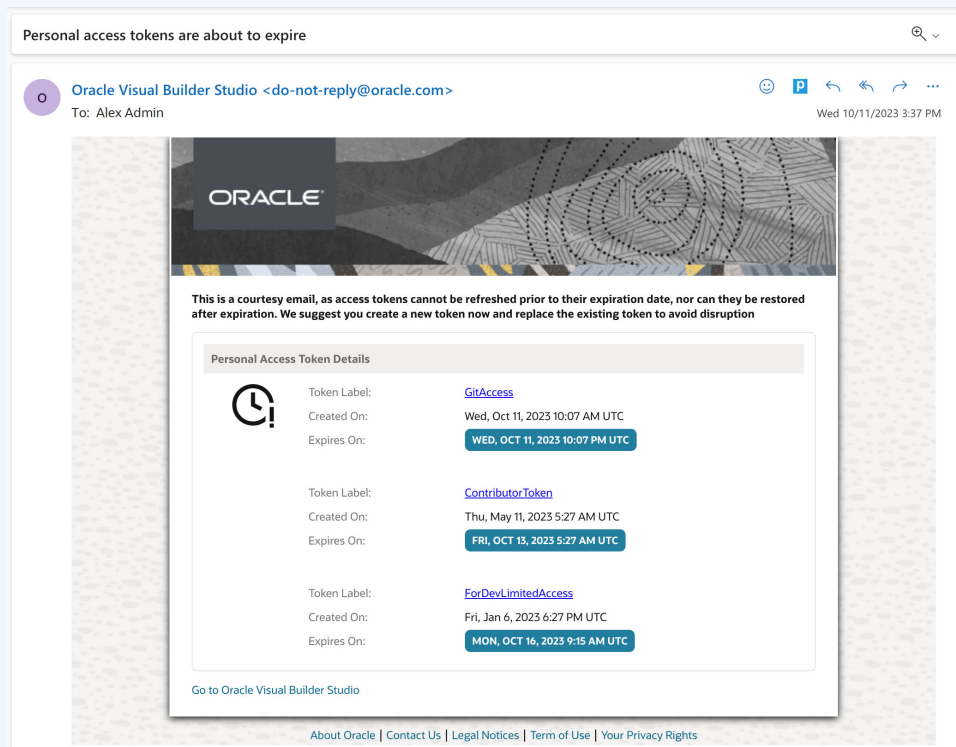 Personal access tokens are about to expire
O
Oracle Visual Builder Studio <do-not-reply@oracle.com>
To: Alex Admin
Wed 10/11/2023 3:37 PM
ORACLE
This is a courtesy email, as access tokens cannot be refreshed prior to their expiration date, nor can they be restored
after expiration. We suggest you create a new token now and replace the existing token to avoid disruption
Personal Access Token Details
Token Label: GitAccess
Created On: Wed, Oct 11, 2023 10:07 AM UTC
Expires On: WED, OCT 11, 2023 10:07 PM UTC
Token Label: ContributorToken
Created On: Thu, May 11, 2023 5:27 AM UTC
Expires On: FRI, OCT 13, 2023 5:27 AM UTC
Token Label: ForDevLimitedAccess
Created On: Fri, Jan 6, 2023 6:27 PM UTC
Expires On: MON, OCT 16, 2023 9:15 AM UTC
Go to Oracle Visual Builder Studio
About Oracle | Contact Us | Legal Notices | Term of Use | Your Privacy Rights